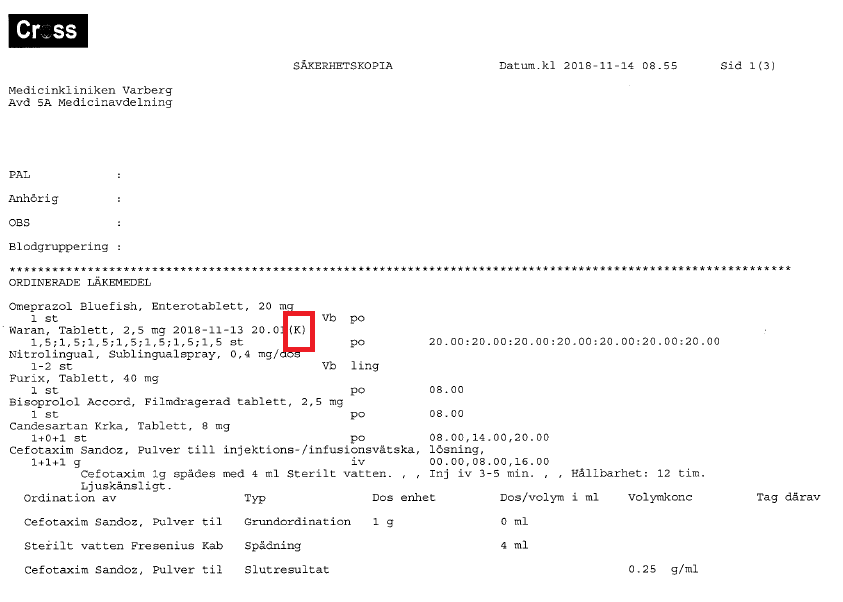 Cross
SÄKERHETSKOPIA Datum.kl 2018-11-14 08.55 Sid 1(3)
Medicinkliniken Varberg
Avd 5A Medicinavdelning
PAL :
Anhörig :
OBS :
Blodgruppering :
**************************************************************************************************************
ORDINERADE LÄKEMEDEL
Omeprazol Bluefish, Enterotablett, 20 mg
1 st Vb po
Waran, Tablett, 2,5 mg 2018-11-13 20.01(K)
1,5;1,5;1,5;1,5;1,5;1,5;1,5 st po 20.00:20.00:20.00:20.00:20.00:20.00:20.00
Nitrolingual, Sublingualspray, 0,4 mg/dos
1-2 st Vb ling
Furix, Tablett, 40 mg
1 st po 08.00
Bisoprolol Accord, Filmdragerad tablett, 2,5 mg
1 st po 08.00
Candesartan Krka, Tablett, 8 mg
1+0+1 st po 08.00,14.00,20.00
Cefotaxim Sandoz, Pulver till injektions-/infusionsvätska, lösning,
1+1+1 g iv 00.00,08.00,16.00
Cefotaxim 1g spädes med 4 ml Sterilt vatten. , , Inj iv 3-5 min. , , Hållbarhet: 12 tim.
Ljuskänsligt.
Ordination av Typ Dos enhet Dos/volym i ml Volymkonc Tag därav
Cefotaxim Sandoz, Pulver til Grundordination 1 g 0 ml
Sterilt vatten Fresenius Kab Spädning 4 ml
Cefotaxim Sandoz, Pulver til Slutresultat 0.25 g/ml